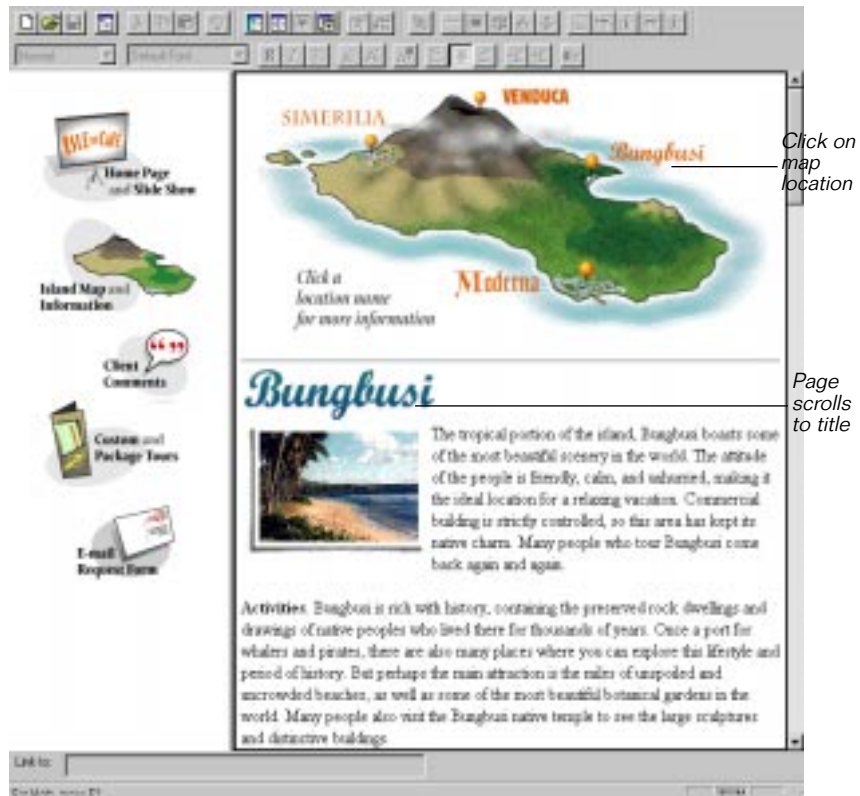 Normal
Default Font
ISLE of Café
Home Page
and Slide Show
Island Map and
Information
Client
Comments
Custom and
Package Tours
E-mail
Request Form
VENDUCA
SIMERILIA
Bungbusi
Moderna
Click a
location name
for more information
Click on
map
location
Bungbusi
Page
scrolls
to title
The tropical portion of the island, Bungbusi boasts some
of the most beautiful scenery in the world. The attitude
of the people is friendly, calm, and unhurried, making it
the ideal location for a relaxing vacation. Commercial
building is strictly controlled, so this area has kept its
native charm. Many people who tour Bungbusi come
back again and again.
Activities. Bungbusi is rich with history, containing the preserved rock dwellings and
drawings of native peoples who lived there for thousands of years. Once a port for
whalers and pirates, there are also many places where you can explore this lifestyle and
period of history. But perhaps the main attraction is the miles of unspoiled and
uncrowded beaches, as well as some of the most beautiful botanical gardens in the
world. Many people also visit the Bungbusi native temple to see the large sculptures
and distinctive buildings.
Link to: